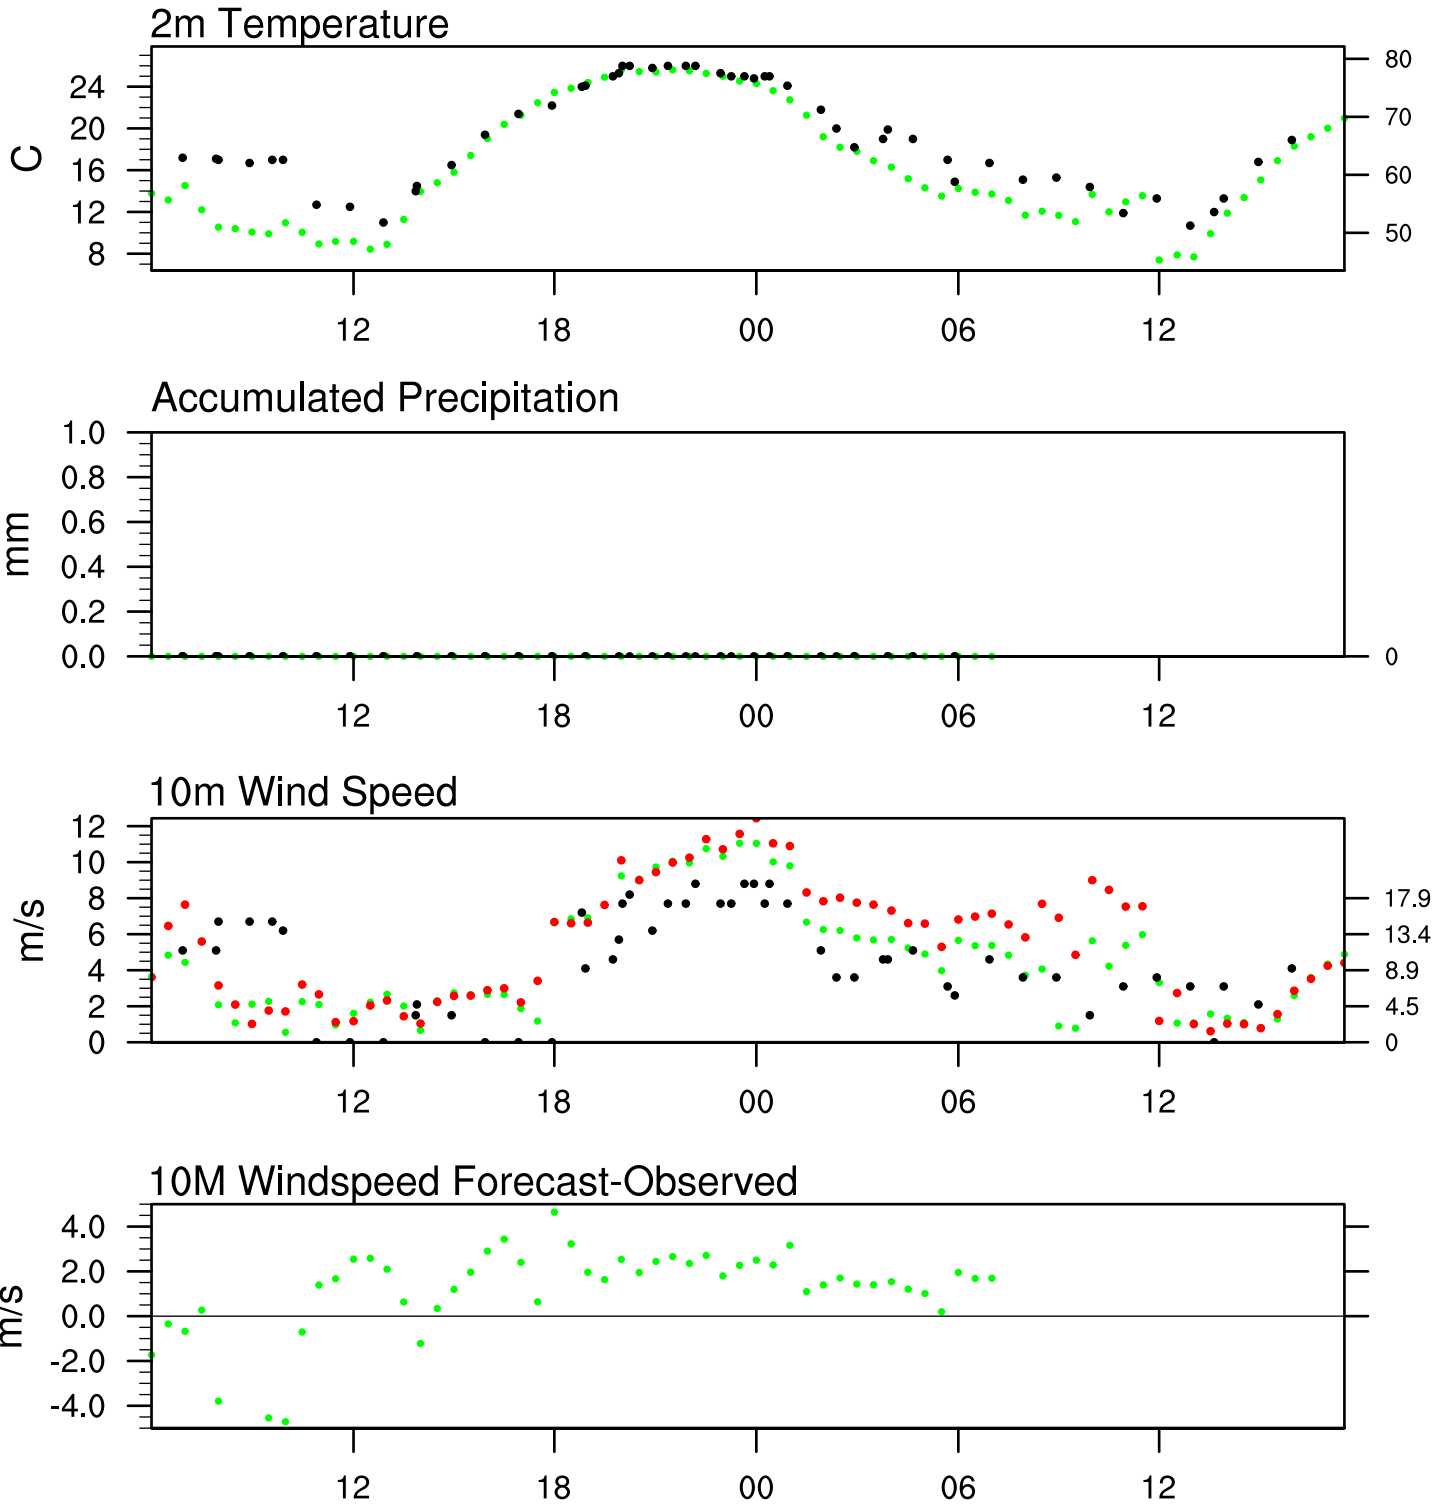 2m Temperature
C
24
20
16
12
8
80
70
60
50
12 18 00 06 12
Accumulated Precipitation
mm
1.0
0.8
0.6
0.4
0.2
0.0
0
12 18 00 06 12
10m Wind Speed
m/s
12
10
8
6
4
2
0
17.9
13.4
8.9
4.5
0
12 18 00 06 12
10M Windspeed Forecast-Observed
m/s
4.0
2.0
0.0
-2.0
-4.0
12 18 00 06 12